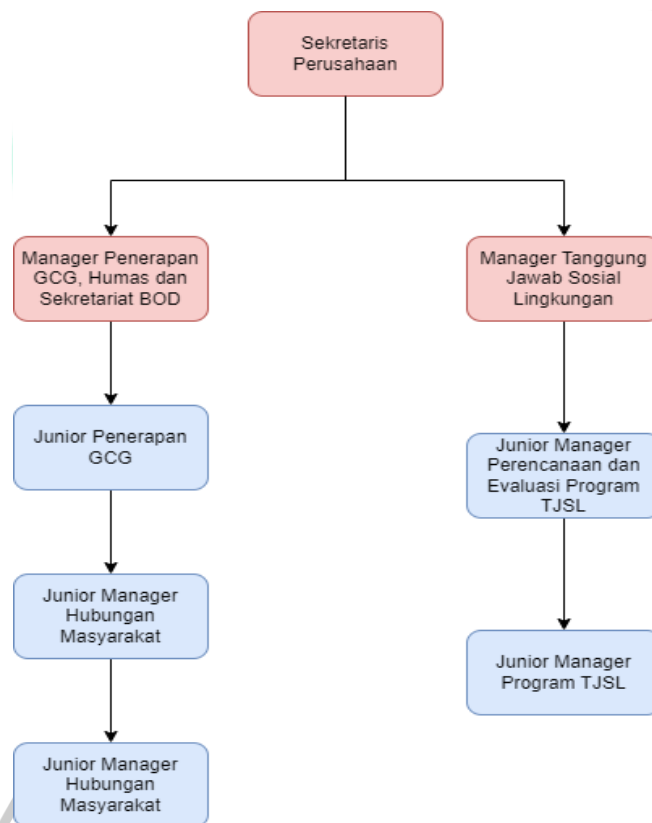 Sekretaris
Perusahaan
Manager Penerapan
GCG, Humas dan
Sekretariat BOD
Manager Tanggung
Jawab Sosial
Lingkungan
Junior Penerapan
GCG
Junior Manager
Perencanaan dan
Evaluasi Program
TJSL
Junior Manager
Hubungan
Masyarakat
Junior Manager
Program TJSL
Junior Manager
Hubungan
Masyarakat